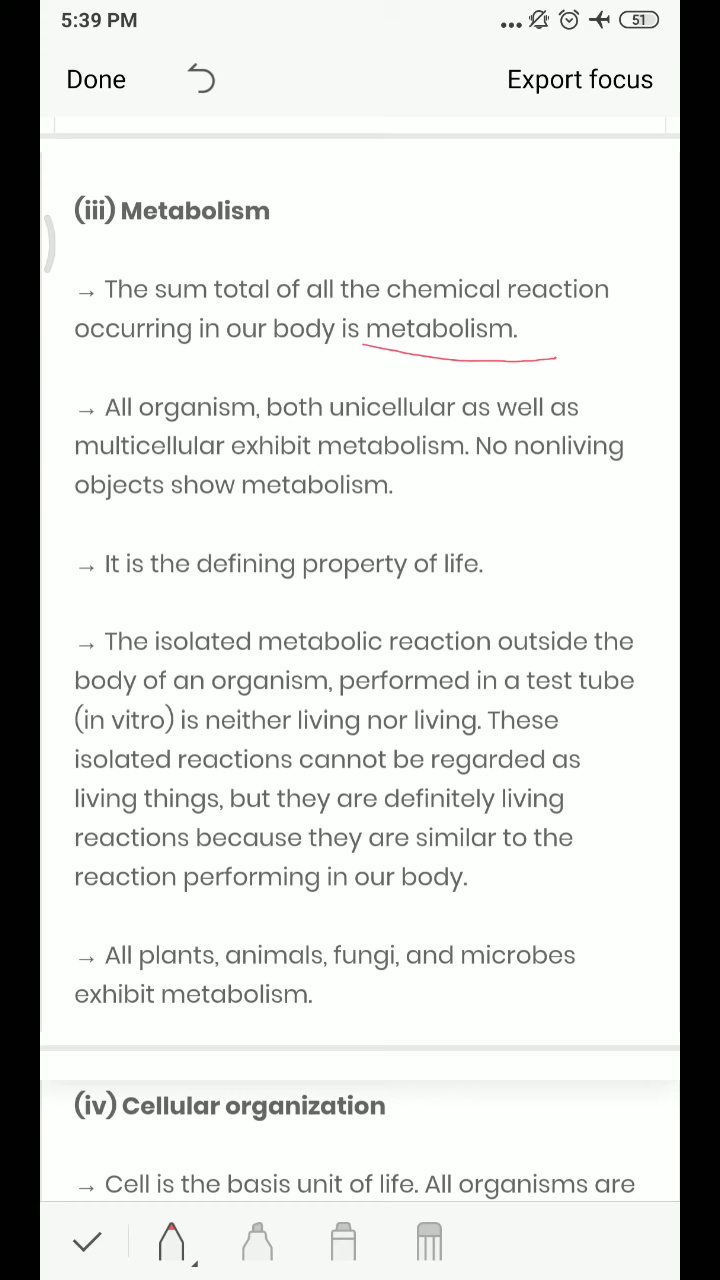 5:39 PM
51
Done
Export focus
(iii) Metabolism
→ The sum total of all the chemical reaction
occurring in our body is metabolism.
→ All organism, both unicellular as well as
multicellular exhibit metabolism. No nonliving
objects show metabolism.
→ It is the defining property of life.
→ The isolated metabolic reaction outside the
body of an organism, performed in a test tube
(in vitro) is neither living nor living. These
isolated reactions cannot be regarded as
living things, but they are definitely living
reactions because they are similar to the
reaction performing in our body.
→ All plants, animals, fungi, and microbes
exhibit metabolism.
(iv) Cellular organization
→ Cell is the basis unit of life. All organisms are